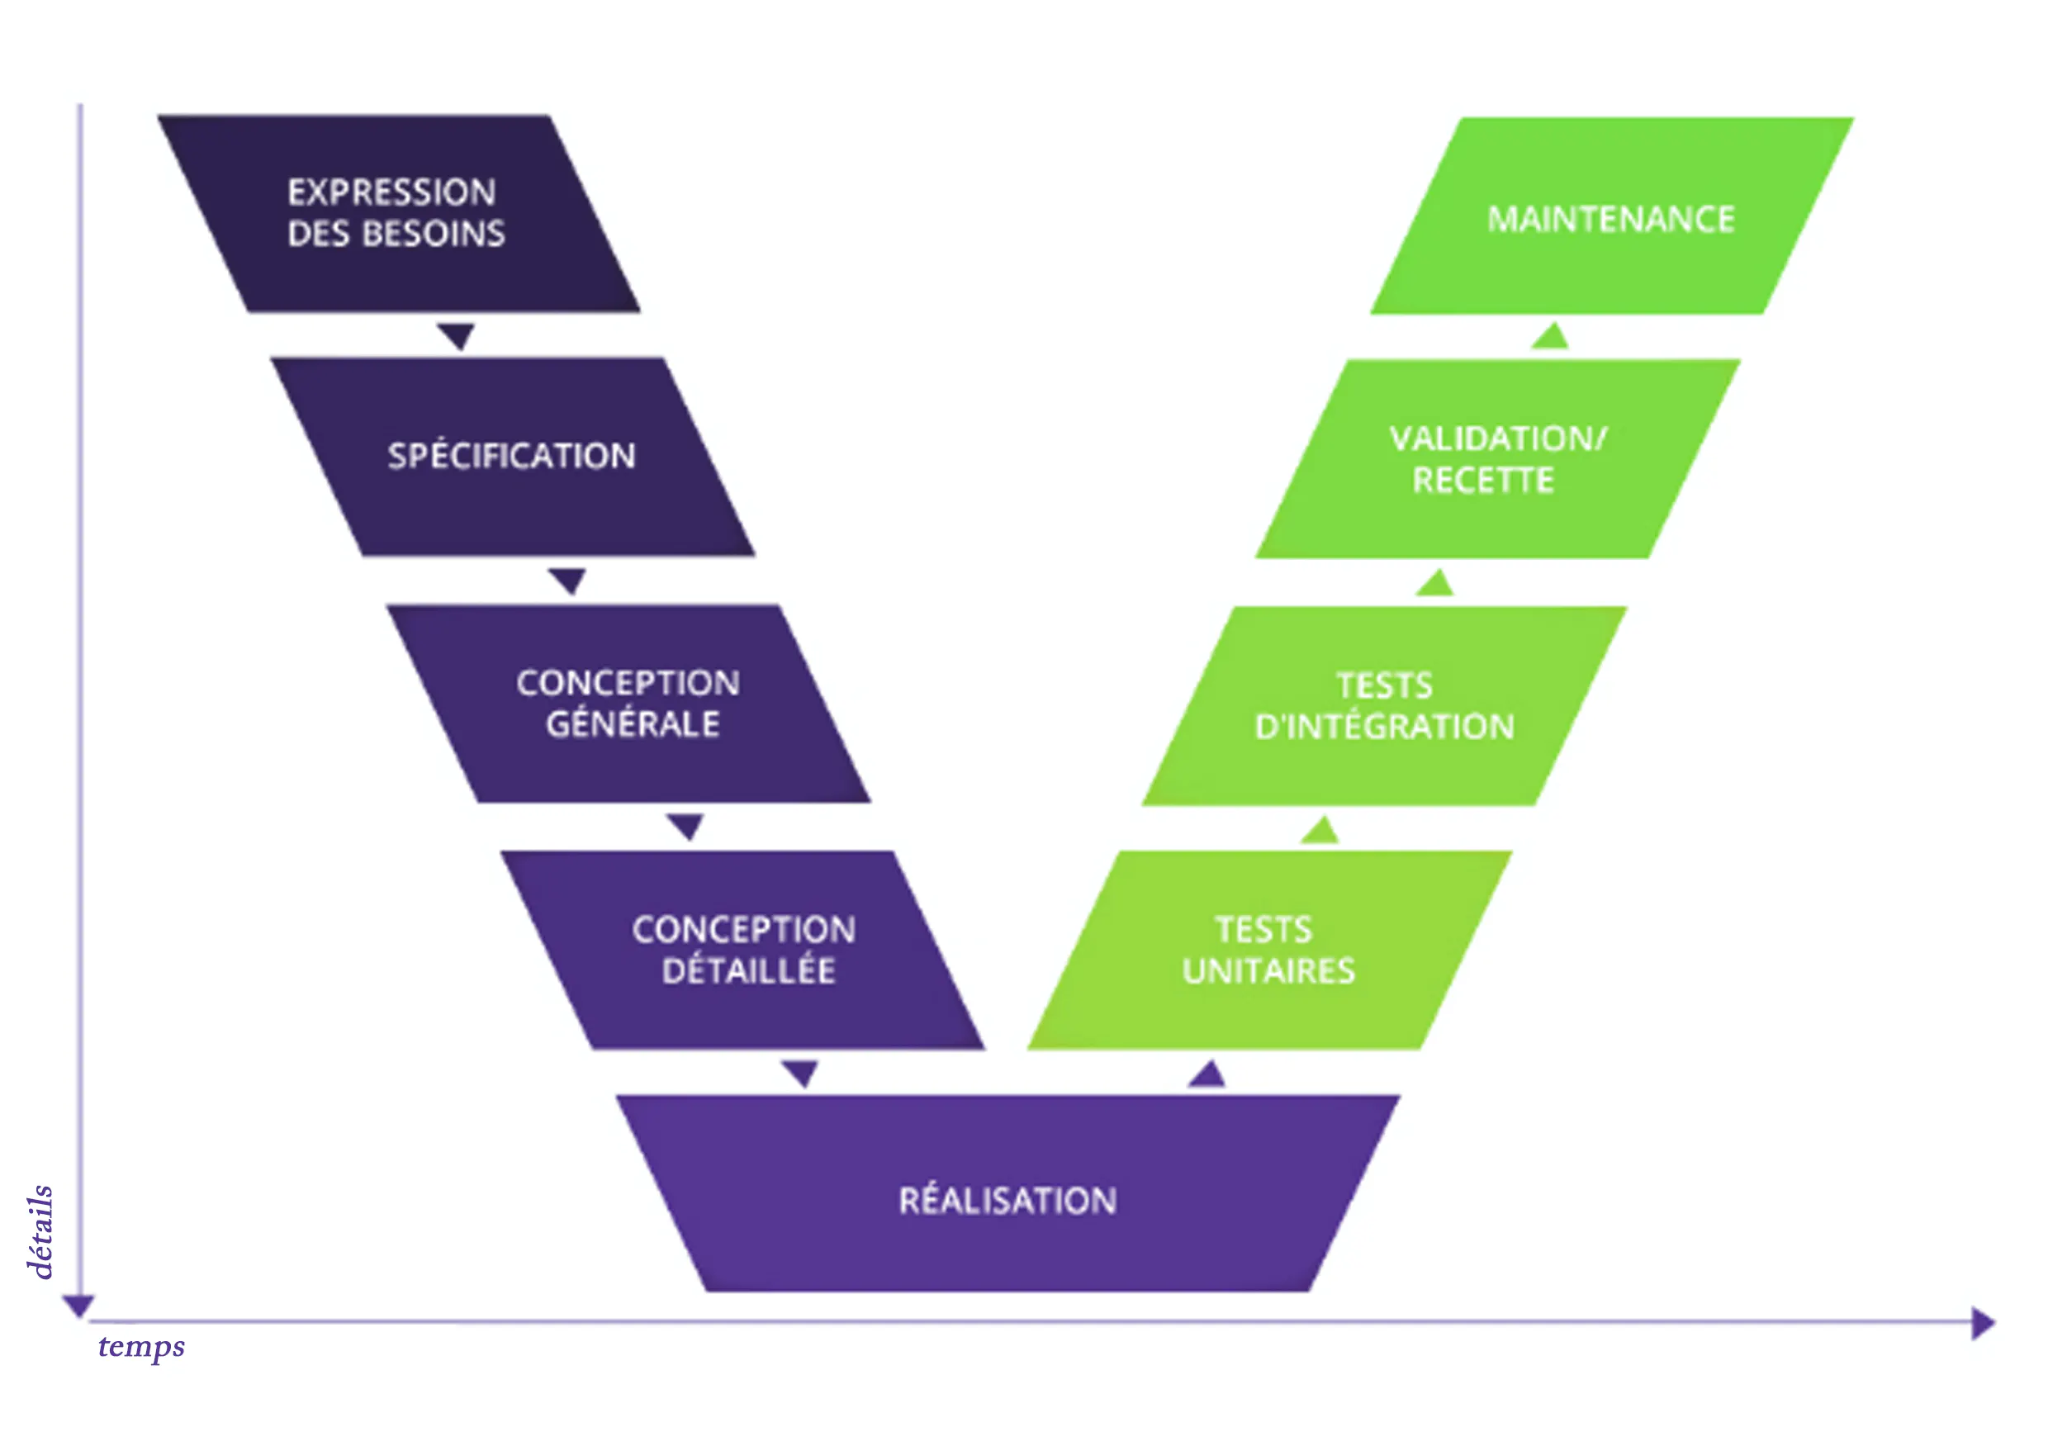 EXPRESSION
DES BESOINS
SPÉCIFICATION
CONCEPTION
GÉNÉRALE
CONCEPTION
DÉTAILLÉE
RÉALISATION
TESTS
UNITAIRES
TESTS
D'INTÉGRATION
VALIDATION/
RECETTE
MAINTENANCE
détails
temps